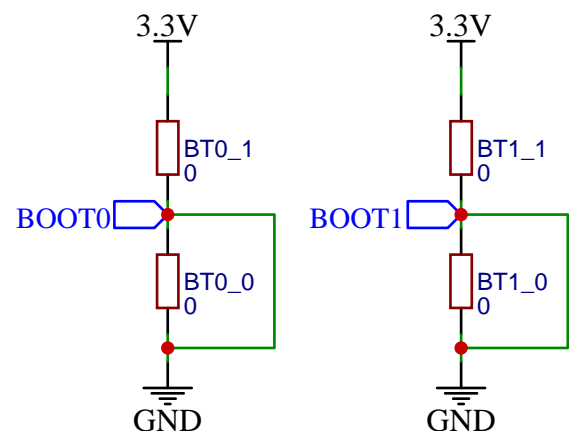 3.3V
3.3V
BT0_1
0
BT1_1
0
BOOT0
BOOT1
BT0_0
0
BT1_0
0
GND
GND